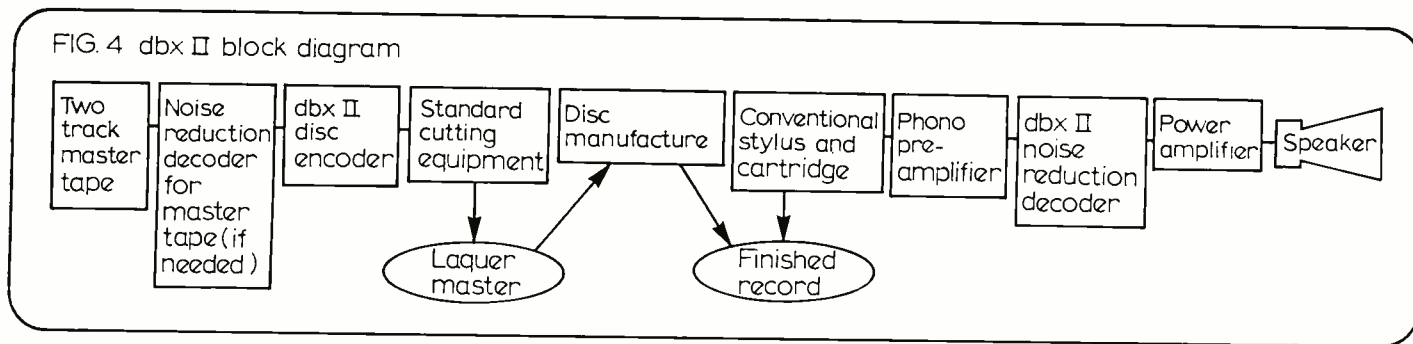 FIG. 4 dbx II block diagram
Two
track
master
tape
Noise
reduction
decoder
for
master
tape (if
needed)
dbx II
disc
encoder
Standard
cutting
equipment
Laquer
master
Disc
manufacture
Finished
record
Conventional
stylus and
cartridge
Phono
pre-
amplifier
dbx II
noise
reduction
decoder
Power
amplifier
Speaker